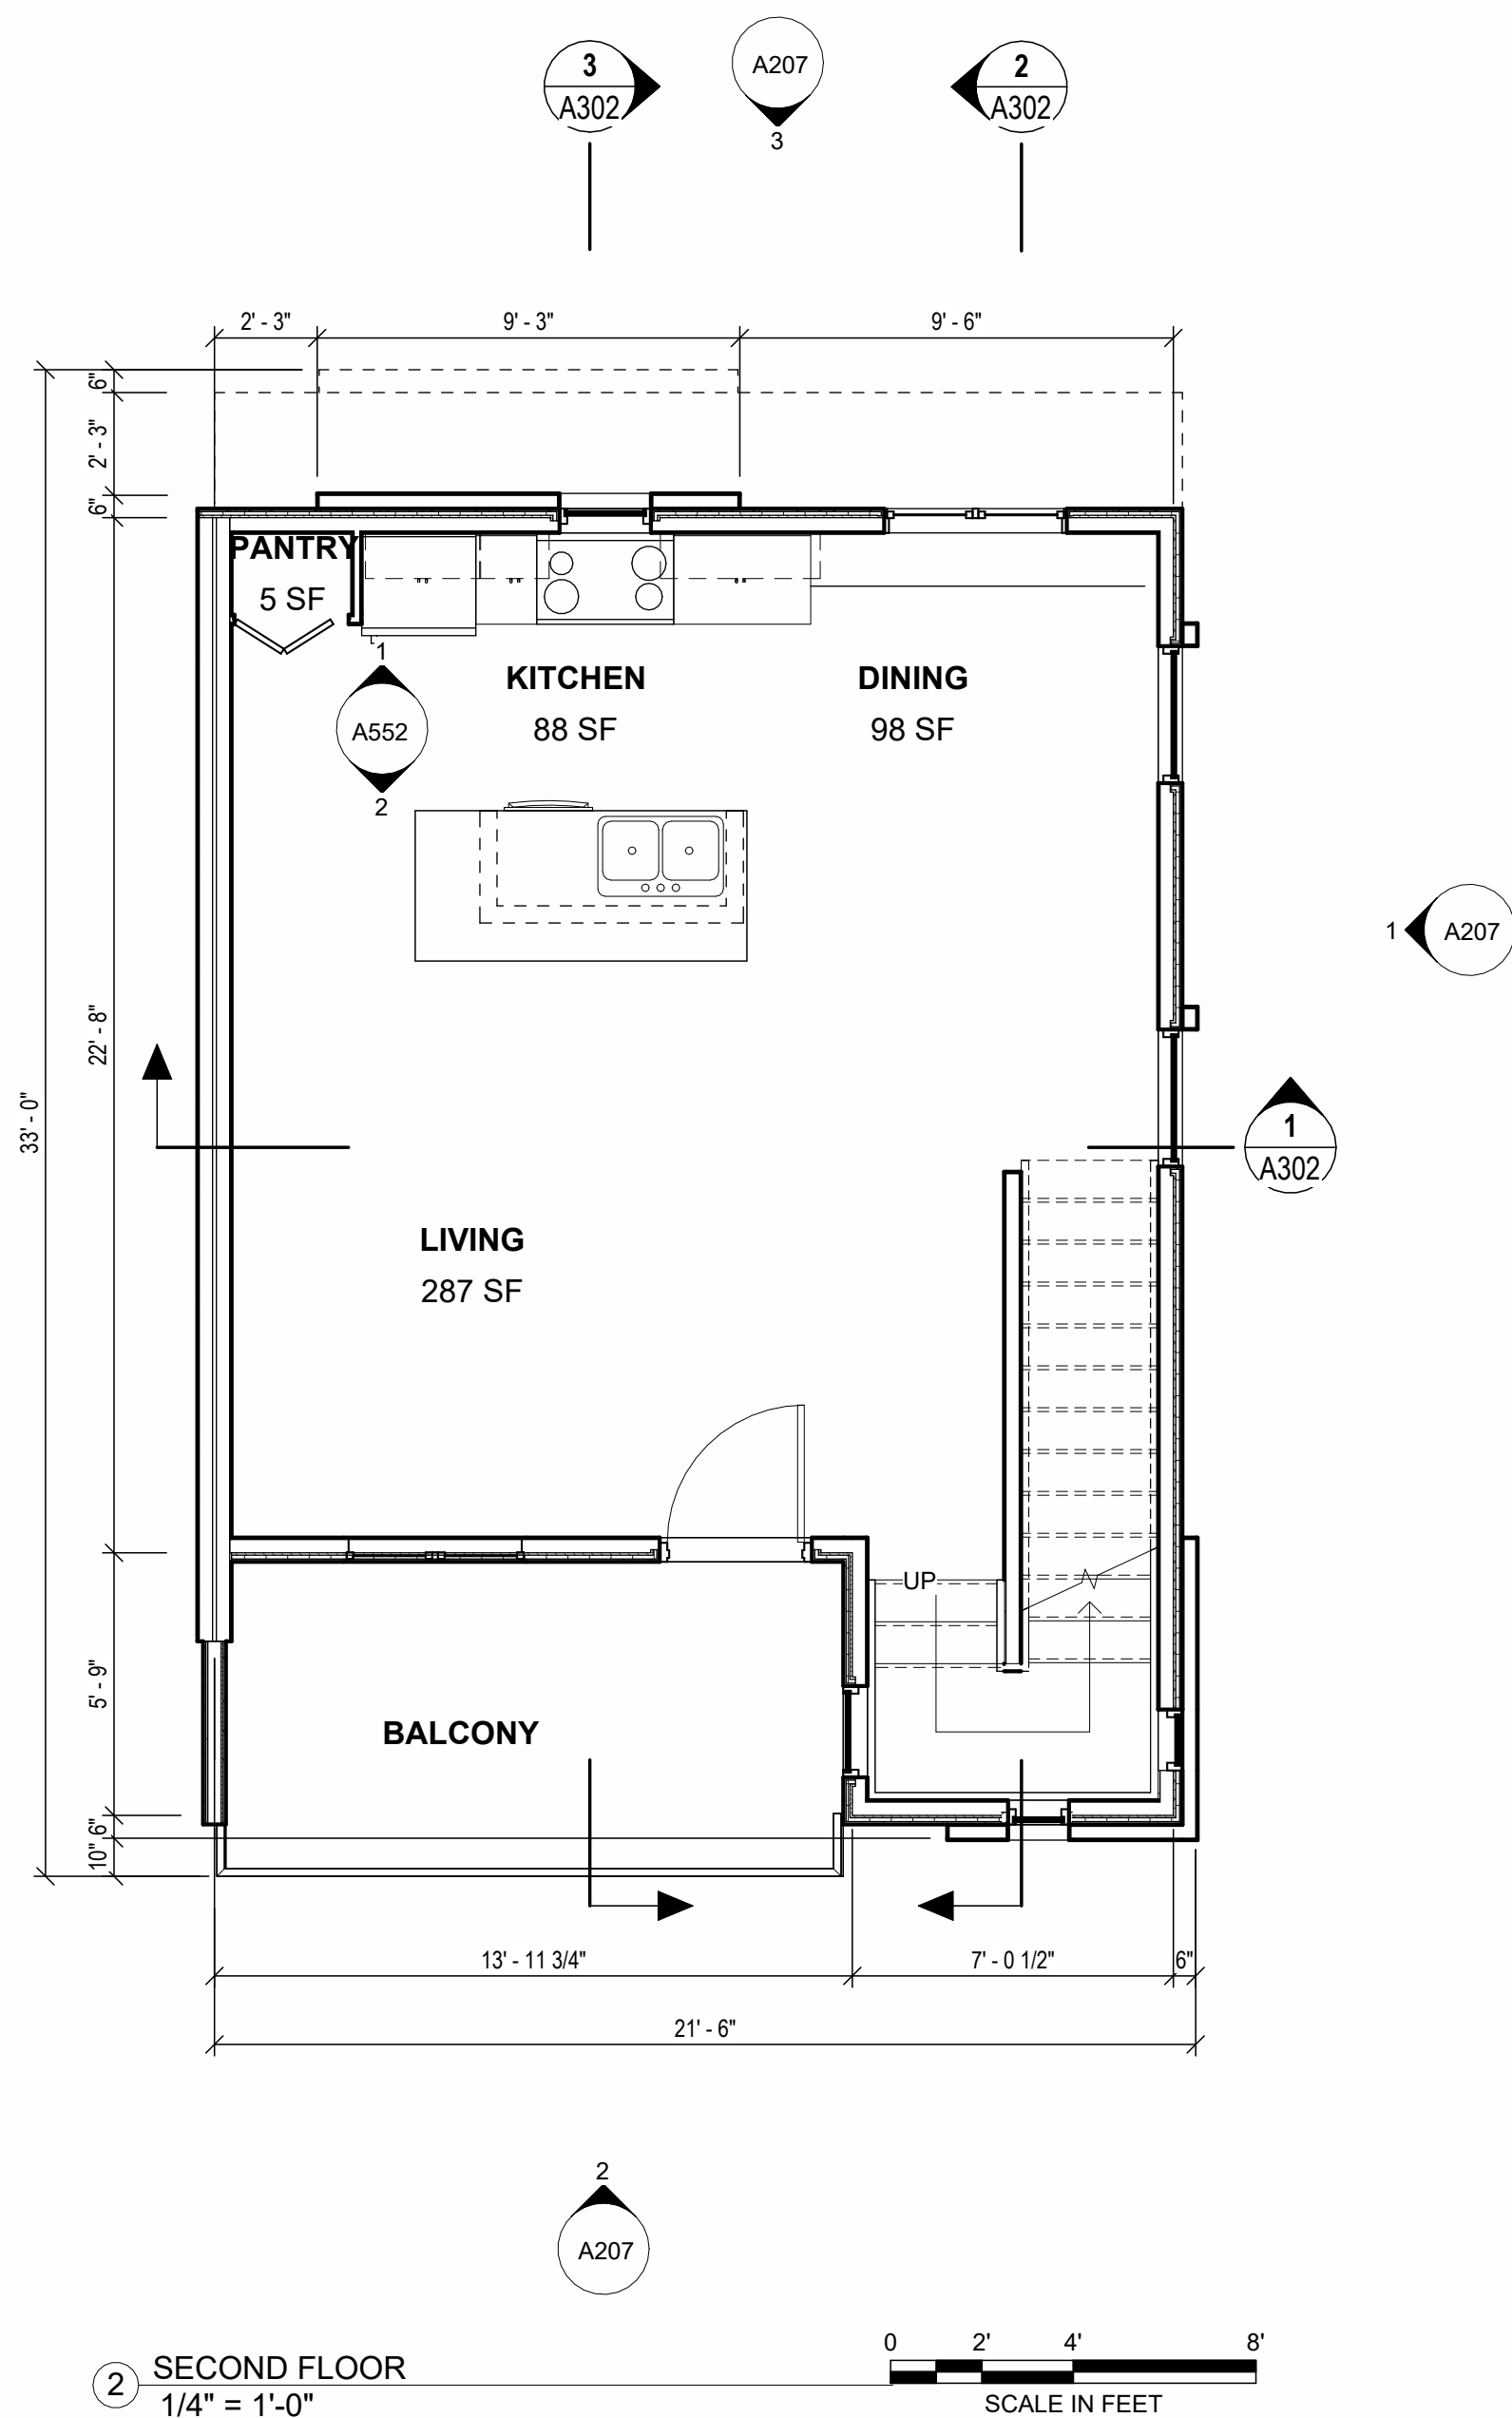 3
A302
A207
3
2
A302
2' - 3"
9' - 3"
9' - 6"
6"
2' - 3"
6"
22' - 8"
33' - 0"
5' - 9"
6"
10"
PANTRY
5 SF
1
A552
2
KITCHEN
88 SF
DINING
98 SF
1
A207
1
A302
LIVING
287 SF
UP
BALCONY
13' - 11 3/4"
7' - 0 1/2"
6"
21' - 6"
2
A207
2
SECOND FLOOR
1/4" = 1'-0"
0 2' 4' 8'
SCALE IN FEET